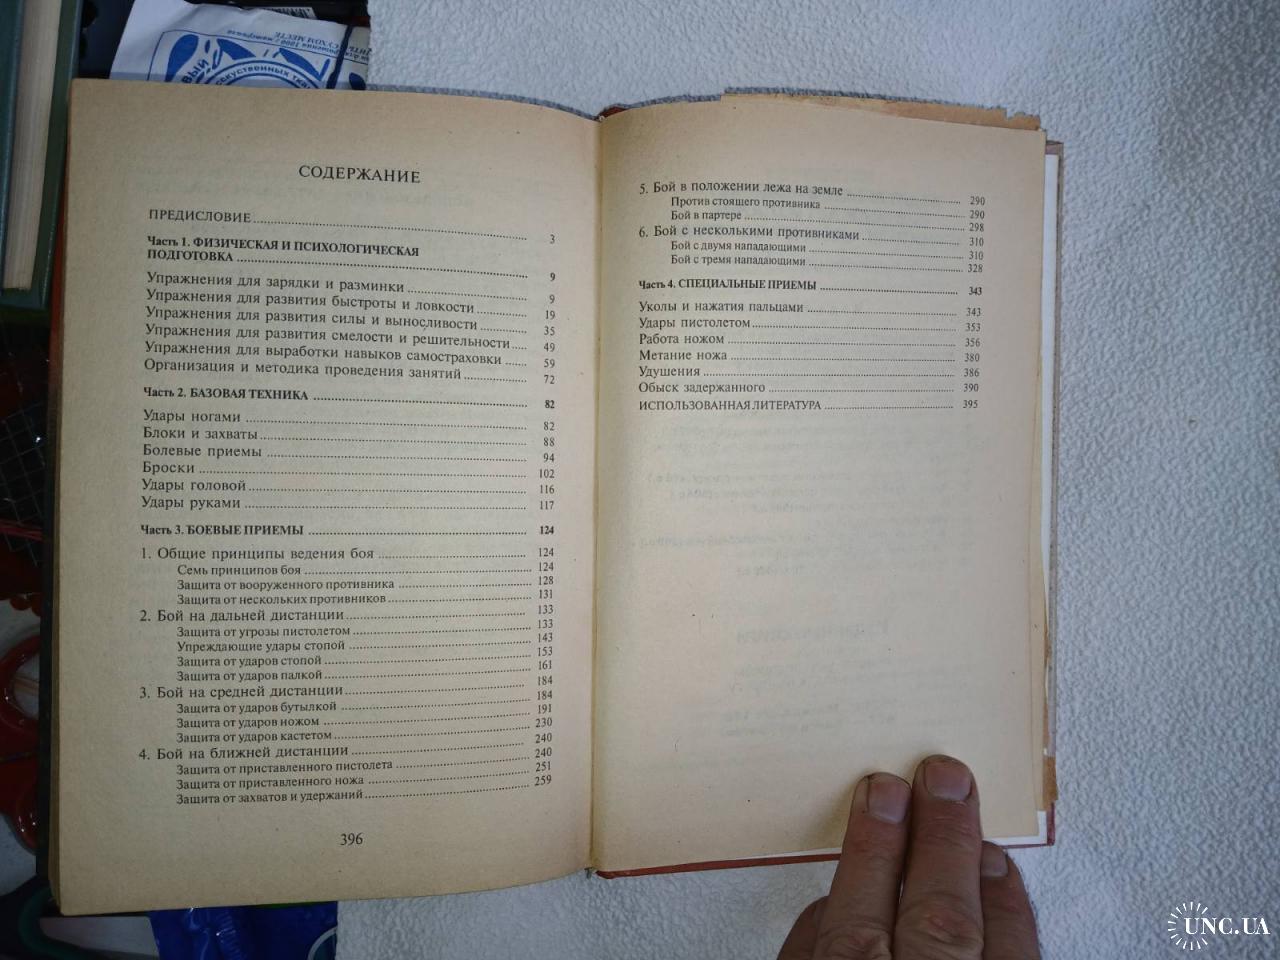 СУХОМ МЕСТЕ
СОДЕРЖАНИЕ
ПРЕДИСЛОВИЕ 3
Часть 1. ФИЗИЧЕСКАЯ И ПСИХОЛОГИЧЕСКАЯ
ПОДГОТОВКА 9
Упражнения для зарядки и разминки 9
Упражнения для развития быстроты и ловкости 19
Упражнения для развития силы и выносливости 35
Упражнения для развития смелости и решительности 49
Упражнения для выработки навыков самостраховки 59
Организация и методика проведения занятий 72
Часть 2. БАЗОВАЯ ТЕХНИКА 82
Удары ногами 82
Блоки и захваты 88
Болевые приемы 94
Броски 102
Удары головой 116
Удары руками 117
Часть 3. БОЕВЫЕ ПРИЕМЫ 124
1. Общие принципы ведения боя 124
Семь принципов боя 124
Защита от вооруженного противника 128
Защита от нескольких противников 131
2. Бой на дальней дистанции 133
Защита от угрозы пистолетом 133
Упреждающие удары стопой 143
Защита от ударов стопой 153
Защита от ударов палкой 161
3. Бой на средней дистанции 184
Защита от ударов бутылкой 184
Защита от ударов ножом 191
Защита от ударов кастетом 230
4. Бой на ближней дистанции 240
Защита от приставленного пистолета 240
Защита от приставленного ножа 251
Защита от захватов и удержаний 259
396
5. Бой в положении лежа на земле 290
Против стоящего противника 290
Бой в партере 298
6. Бой с несколькими противниками 310
Бой с двумя нападающими 310
Бой с тремя нападающими 328
Часть 4. СПЕЦИАЛЬНЫЕ ПРИЕМЫ 343
Уколы и нажатия пальцами 343
Удары пистолетом 353
Работа ножом 356
Метание ножа 380
Удушения 386
Обыск задержанного 390
ИСПОЛЬЗОВАННАЯ ЛИТЕРАТУРА 395
UNC.UA